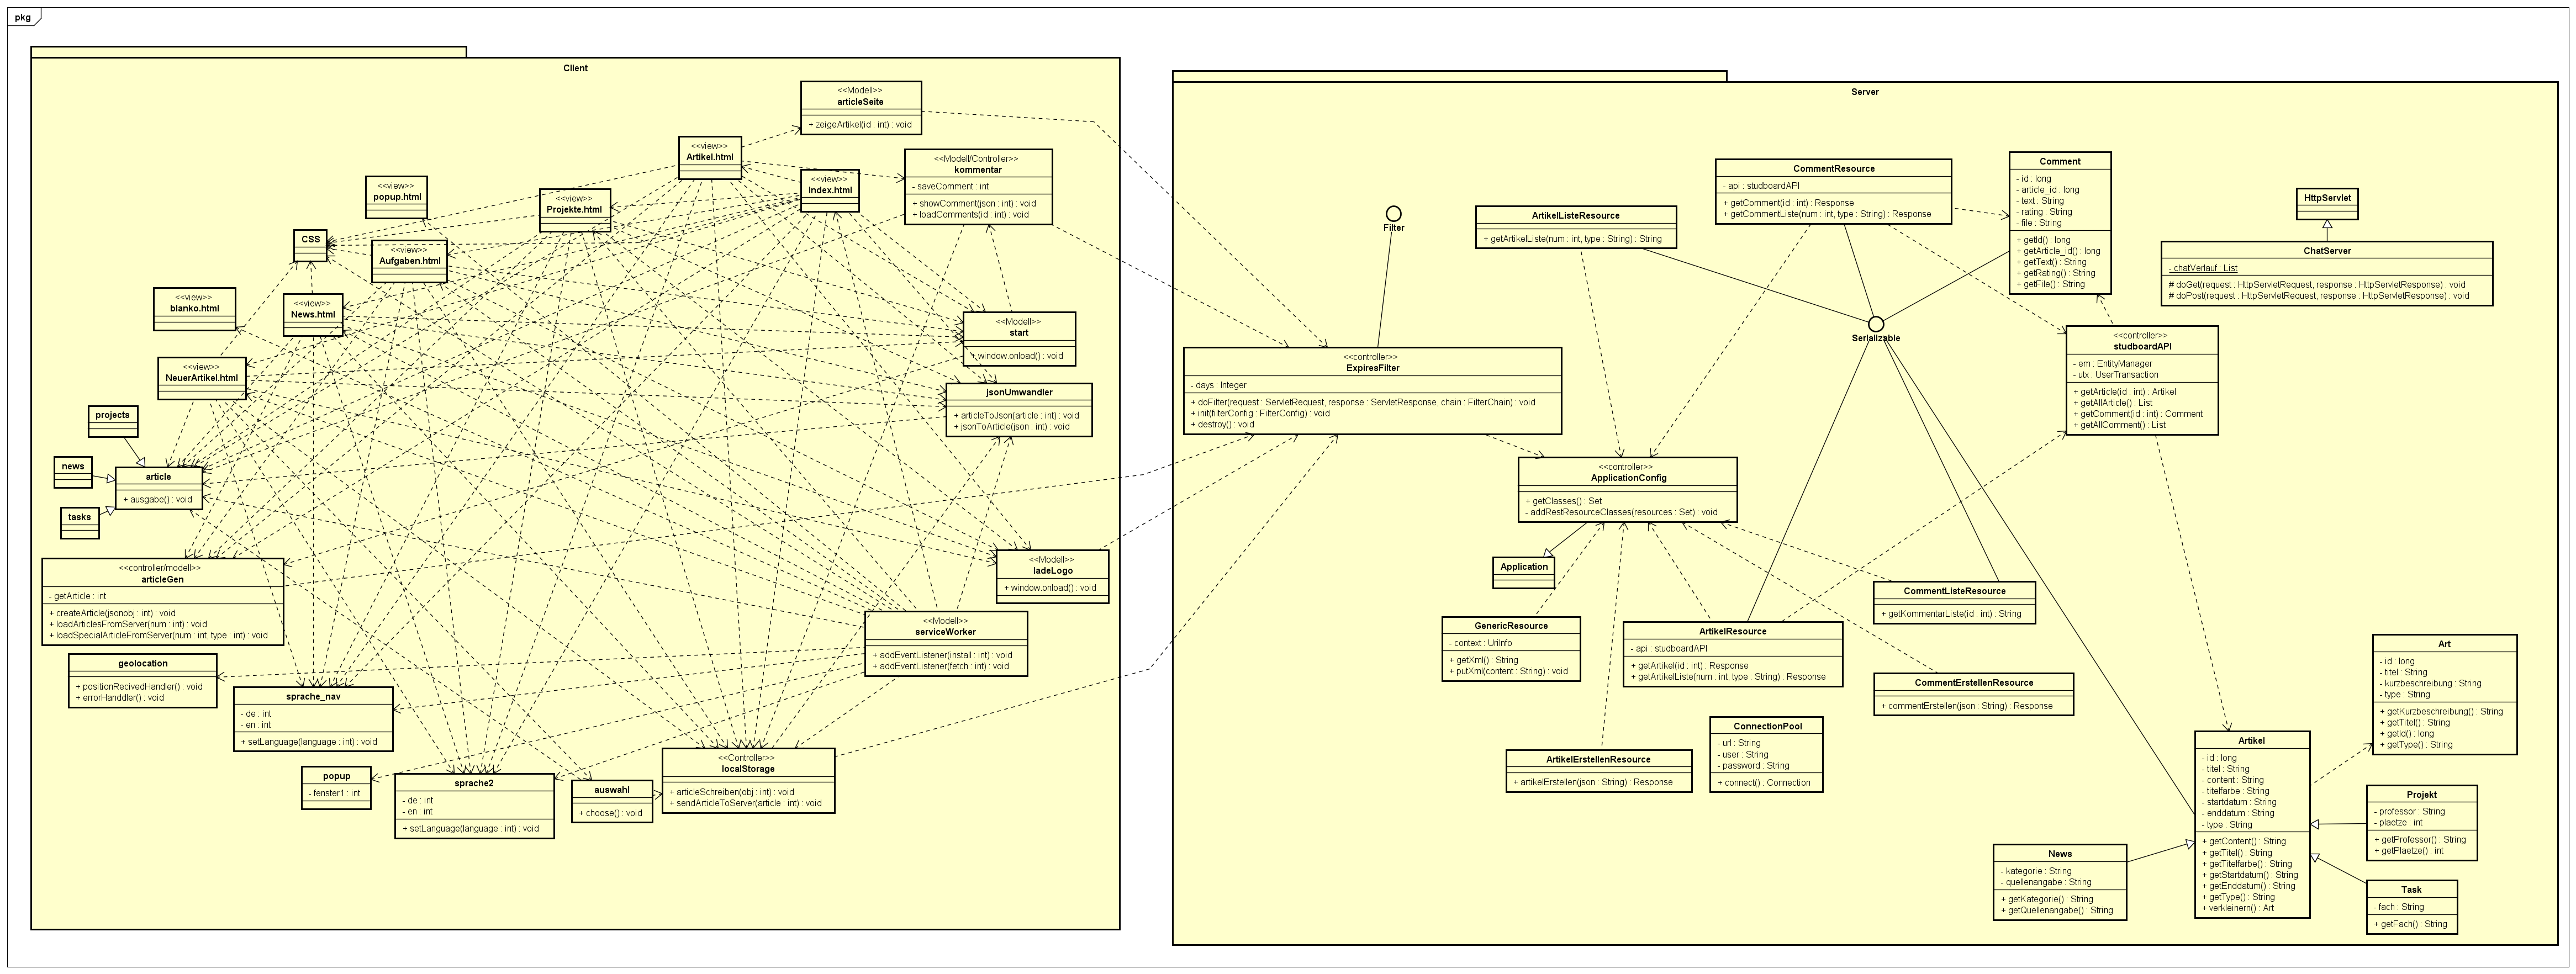 pkg
Client
<<Modell>>
articleSeite
+ zeigeArtikel(id : int) : void
<<view>>
Artikel.html
<<Modell/Controller>>
kommentar
- saveComment : int
+ showComment(json : int) : void
+ loadComments(id : int) : void
<<view>>
index.html
<<view>>
popup.html
<<view>>
Projekte.html
CSS
<<view>>
Aufgaben.html
<<view>>
blanko.html
<<view>>
News.html
<<Modell>>
start
+ window.onload() : void
<<view>>
NeuerArtikel.html
jsonUmwandler
+ articleToJson(article : int) : void
+ jsonToArticle(json : int) : void
projects
news
article
+ ausgabe() : void
tasks
<<controller/modell>>
articleGen
- getArticle : int
+ createArticle(jsonobj : int) : void
+ loadArticlesFromServer(num : int) : void
+ loadSpecialArticleFromServer(num : int, type : int) : void
<<Modell>>
ladeLogo
+ window.onload() : void
<<Modell>>
serviceWorker
+ addEventListener(install : int) : void
+ addEventListener(fetch : int) : void
geolocation
+ positionRecivedHandler() : void
+ errorHanddler() : void
sprache_nav
- de : int
- en : int
+ setLanguage(language : int) : void
popup
- fenster1 : int
sprache2
- de : int
- en : int
+ setLanguage(language : int) : void
auswahl
+ choose() : void
<<Controller>>
localStorage
+ articleSchreiben(obj : int) : void
+ sendArticleToServer(article : int) : void
Server
Filter
ArtikelListeResource
+ getArtikelListe(num : int, type : String) : String
CommentResource
- api : studboardAPI
+ getComment(id : int) : Response
+ getCommentListe(num : int, type : String) : Response
Comment
- id : long
- article_id : long
- text : String
- rating : String
- file : String
+ getId() : long
+ getArticle_id() : long
+ getText() : String
+ getRating() : String
+ getFile() : String
HttpServlet
ChatServer
- chatVerlauf : List
# doGet(request : HttpServletRequest, response : HttpServletResponse) : void
# doPost(request : HttpServletRequest, response : HttpServletResponse) : void
Serializable
<<controller>>
studboardAPI
- em : EntityManager
- utx : UserTransaction
+ getArticle(id : int) : Artikel
+ getAllArticle() : List
+ getComment(id : int) : Comment
+ getAllComment() : List
<<controller>>
ExpiresFilter
- days : Integer
+ doFilter(request : ServletRequest, response : ServletResponse, chain : FilterChain) : void
+ init(filterConfig : FilterConfig) : void
+ destroy() : void
<<controller>>
ApplicationConfig
+ getClasses() : Set
- addRestResourceClasses(resources : Set) : void
Application
CommentListeResource
+ getKommentarListe(id : int) : String
GenericResource
- context : UriInfo
+ getXml() : String
+ putXml(content : String) : void
ArtikelResource
- api : studboardAPI
+ getArtikel(id : int) : Response
+ getArtikelListe(num : int, type : String) : Response
CommentErstellenResource
+ commentErstellen(json : String) : Response
ConnectionPool
- url : String
- user : String
- password : String
+ connect() : Connection
ArtikelErstellenResource
+ artikelErstellen(json : String) : Response
Art
- id : long
- titel : String
- kurzbeschreibung : String
- type : String
+ getKurzbeschreibung() : String
+ getTitel() : String
+ getId() : long
+ getType() : String
Artikel
- id : long
- titel : String
- content : String
- titelfarbe : String
- startdatum : String
- enddatum : String
- type : String
+ getContent() : String
+ getTitel() : String
+ getTitelfarbe() : String
+ getStartdatum() : String
+ getEnddatum() : String
+ getType() : String
+ verkleinern() : Art
Projekt
- professor : String
- plaetze : int
+ getProfessor() : String
+ getPlaetze() : int
News
- kategorie : String
- quellenangabe : String
+ getKategorie() : String
+ getQuellenangabe() : String
Task
- fach : String
+ getFach() : String